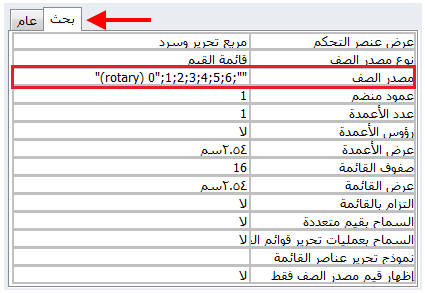 بحث عام
عرض عنصر التحكم مربع تحرير وسرد
نوع مصدر الصف قائمة القيم
مصدر الصف "(rotary) 0";1;2;3;4;5;6;""
عمود منضم 1
عدد الأعمدة 1
رؤوس الأعمدة لا
عرض الأعمدة ٢.٥٤سم
صفوف القائمة 16
عرض القائمة ٢.٥٤سم
التزام بالقائمة لا
السماح بقيم متعددة لا
السماح بعمليات تحرير قوائم الق لا
نموذج تحرير عناصر القائمة
إظهار قيم مصدر الصف فقط لا